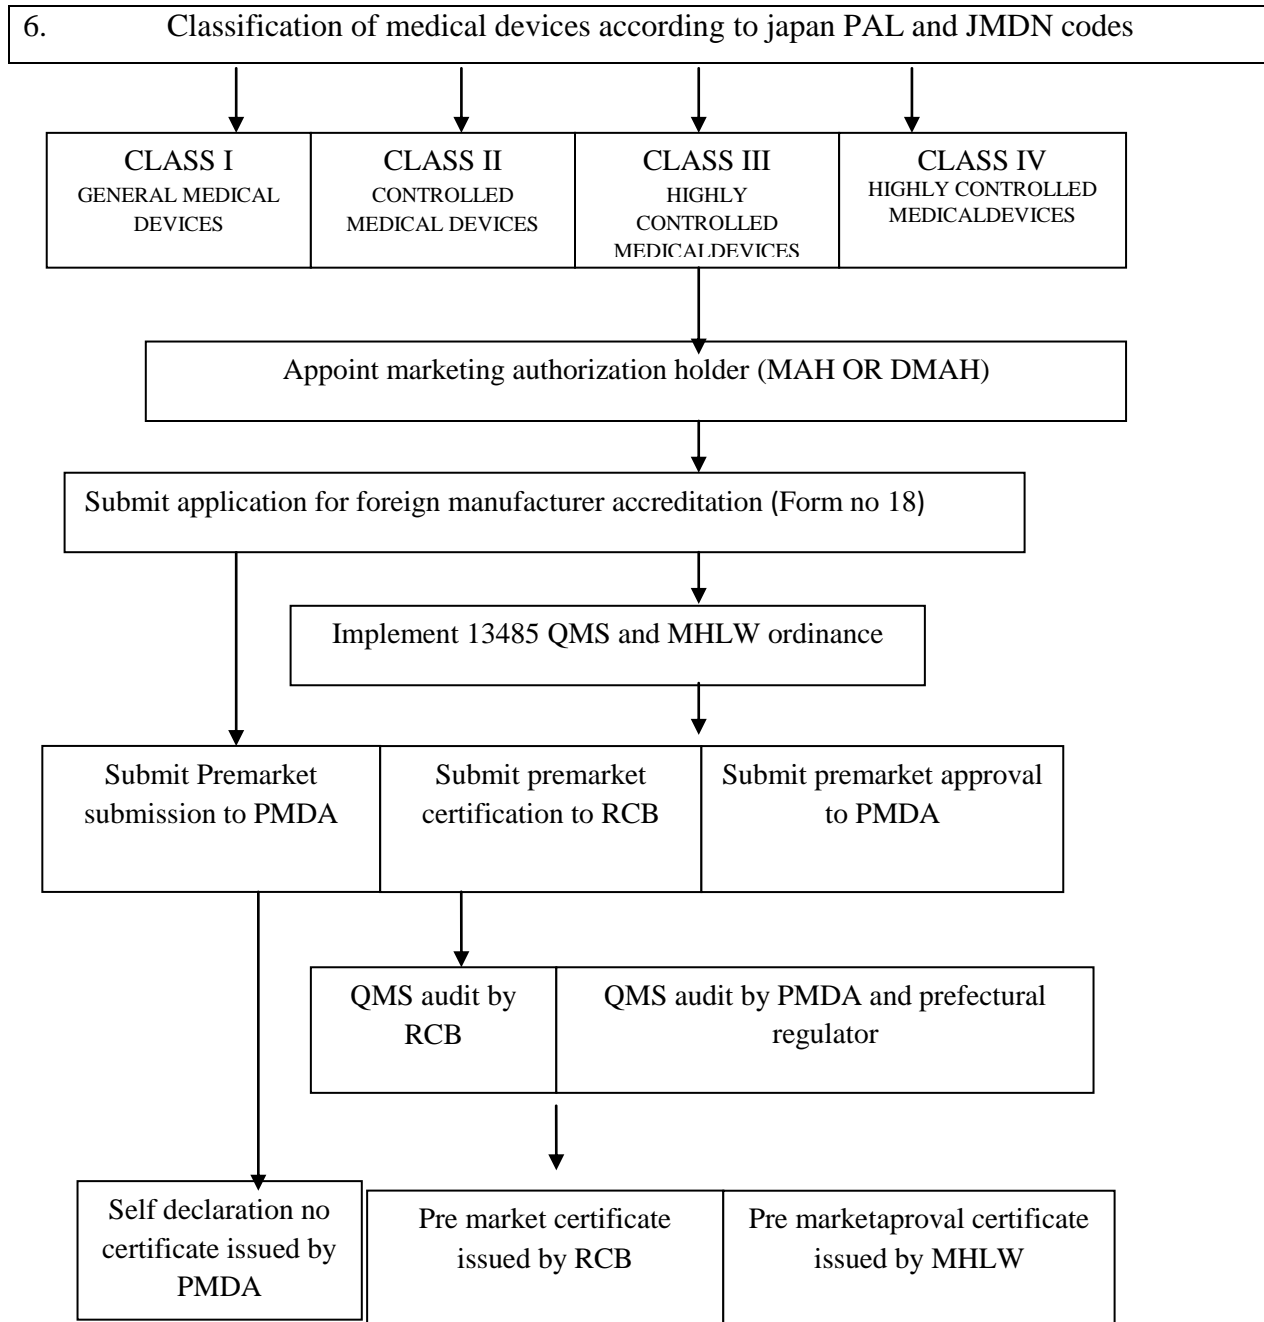 6. Classification of medical devices according to japan PAL and JMDN codes
CLASS I
GENERAL MEDICAL
DEVICES
CLASS II
CONTROLLED
MEDICAL DEVICES
CLASS III
HIGHLY
CONTROLLED
MEDICALDEVICES
CLASS IV
HIGHLY CONTROLLED
MEDICALDEVICES
Appoint marketing authorization holder (MAH OR DMAH)
Submit application for foreign manufacturer accreditation (Form no 18)
Implement 13485 QMS and MHLW ordinance
Submit Premarket
submission to PMDA
Submit premarket
certification to RCB
Submit premarket approval
to PMDA
QMS audit by
RCB
QMS audit by PMDA and prefectural
regulator
Self declaration no
certificate issued by
PMDA
Pre market certificate
issued by RCB
Pre marketaproval certificate
issued by MHLW